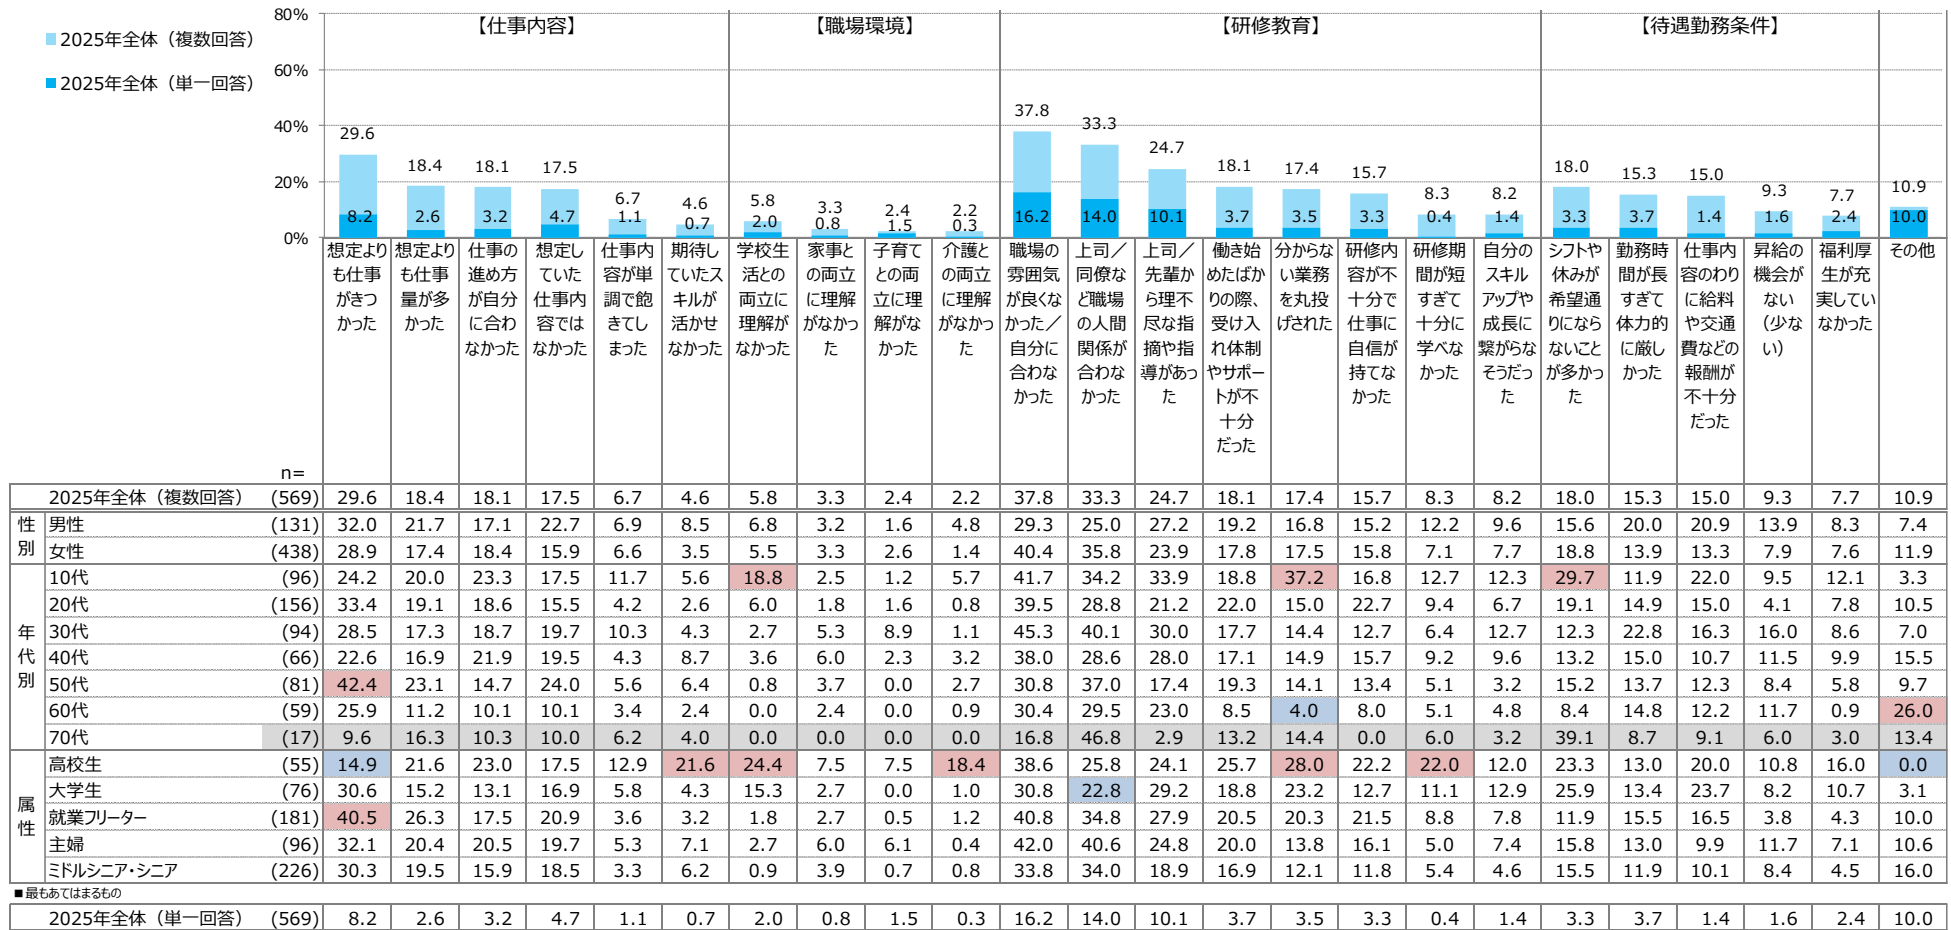 2025年全体（複数回答）
2025年全体（単一回答）
80%
60%
40%
20%
0%
【仕事内容】 【職場環境】 【研修教育】 【待遇勤務条件】
29.6 18.4 18.1 17.5 6.7 4.6 5.8 3.3 2.4 2.2 37.8 33.3 24.7 18.1 17.4 15.7 8.3 8.2 18.0 15.3 15.0 9.3 7.7 10.9
8.2 2.6 3.2 4.7 1.1 0.7 2.0 0.8 1.5 0.3 16.2 14.0 10.1 3.7 3.5 3.3 0.4 1.4 3.3 3.7 1.4 1.6 2.4 10.0
想定よりも仕事がきつかった
想定よりも仕事量が多かった
仕事の進め方が自分に合わなかった
想定していた仕事内容ではなかった
仕事内容が単調で飽きてしまった
期待していたスキルが活かせなかった
学校生活との両立に理解がなかった
家事との両立に理解がなかった
子育てとの両立に理解がなかった
介護との両立に理解がなかった
職場の雰囲気が良くなかった／自分に合わなかった
上司／同僚など職場の人間関係が合わなかった
上司／先輩から理不尽な指摘や指導があった
働き始めたばかりの際、受け入れ体制やサポートが不十分だった
分からない業務を丸投げされた
研修内容が不十分で仕事に自信が持てなかった
研修期間が短すぎて十分に学べなかった
自分のスキルアップや成長に繋がらなそうだった
シフトや休みが希望通りにならないことが多かった
勤務時間が長すぎて体力的に厳しかった
仕事内容のわりに給料や交通費などの報酬が不十分だった
昇給の機会がない（少ない）
福利厚生が充実していなかった
その他
n=
2025年全体（複数回答） (569) 29.6 18.4 18.1 17.5 6.7 4.6 5.8 3.3 2.4 2.2 37.8 33.3 24.7 18.1 17.4 15.7 8.3 8.2 18.0 15.3 15.0 9.3 7.7 10.9
性別
男性 (131) 32.0 21.7 17.1 22.7 6.9 8.5 6.8 3.2 1.6 4.8 29.3 25.0 27.2 19.2 16.8 15.2 12.2 9.6 15.6 20.0 20.9 13.9 8.3 7.4
女性 (438) 28.9 17.4 18.4 15.9 6.6 3.5 5.5 3.3 2.6 1.4 40.4 35.8 23.9 17.8 17.5 15.8 7.1 7.7 18.8 13.9 13.3 7.9 7.6 11.9
年代別
10代 (96) 24.2 20.0 23.3 17.5 11.7 5.6 18.8 2.5 1.2 5.7 41.7 34.2 33.9 18.8 37.2 16.8 12.7 12.3 29.7 11.9 22.0 9.5 12.1 3.3
20代 (156) 33.4 19.1 18.6 15.5 4.2 2.6 6.0 1.8 1.6 0.8 39.5 28.8 21.2 22.0 15.0 22.7 9.4 6.7 19.1 14.9 15.0 4.1 7.8 10.5
30代 (94) 28.5 17.3 18.7 19.7 10.3 4.3 2.7 5.3 8.9 1.1 45.3 40.1 30.0 17.7 14.4 12.7 6.4 12.7 12.3 22.8 16.3 16.0 8.6 7.0
40代 (66) 22.6 16.9 21.9 19.5 4.3 8.7 3.6 6.0 2.3 3.2 38.0 28.6 28.0 17.1 14.9 15.7 9.2 9.6 13.2 15.0 10.7 11.5 9.9 15.5
50代 (81) 42.4 23.1 14.7 24.0 5.6 6.4 0.8 3.7 0.0 2.7 30.8 37.0 17.4 19.3 14.1 13.4 5.1 3.2 15.2 13.7 12.3 8.4 5.8 9.7
60代 (59) 25.9 11.2 10.1 10.1 3.4 2.4 0.0 2.4 0.0 0.9 30.4 29.5 23.0 8.5 4.0 8.0 5.1 4.8 8.4 14.8 12.2 11.7 0.9 26.0
70代 (17) 9.6 16.3 10.3 10.0 6.2 4.0 0.0 0.0 0.0 0.0 16.8 46.8 2.9 13.2 14.4 0.0 6.0 3.2 39.1 8.7 9.1 6.0 3.0 13.4
属性
高校生 (55) 14.9 21.6 23.0 17.5 12.9 21.6 24.4 7.5 7.5 18.4 38.6 25.8 24.1 25.7 28.0 22.2 22.0 12.0 23.3 13.0 20.0 10.8 16.0 0.0
大学生 (76) 30.6 15.2 13.1 16.9 5.8 4.3 15.3 2.7 0.0 1.0 30.8 22.8 29.2 18.8 23.2 12.7 11.1 12.9 25.9 13.4 23.7 8.2 10.7 3.1
就業フリーター (181) 40.5 26.3 17.5 20.9 3.6 3.2 1.8 2.7 0.5 1.2 40.8 34.8 27.9 20.5 20.3 21.5 8.8 7.8 11.9 15.5 16.5 3.8 4.3 10.0
主婦 (96) 32.1 20.4 20.5 19.7 5.3 7.1 2.7 6.0 6.1 0.4 42.0 40.6 24.8 20.0 13.8 16.1 5.0 7.4 15.8 13.0 9.9 11.7 7.1 10.6
ミドルシニア・シニア (226) 30.3 19.5 15.9 18.5 3.3 6.2 0.9 3.9 0.7 0.8 33.8 34.0 18.9 16.9 12.1 11.8 5.4 4.6 15.5 11.9 10.1 8.4 4.5 16.0
■最もあてはまるもの
2025年全体（単一回答） (569) 8.2 2.6 3.2 4.7 1.1 0.7 2.0 0.8 1.5 0.3 16.2 14.0 10.1 3.7 3.5 3.3 0.4 1.4 3.3 3.7 1.4 1.6 2.4 10.0